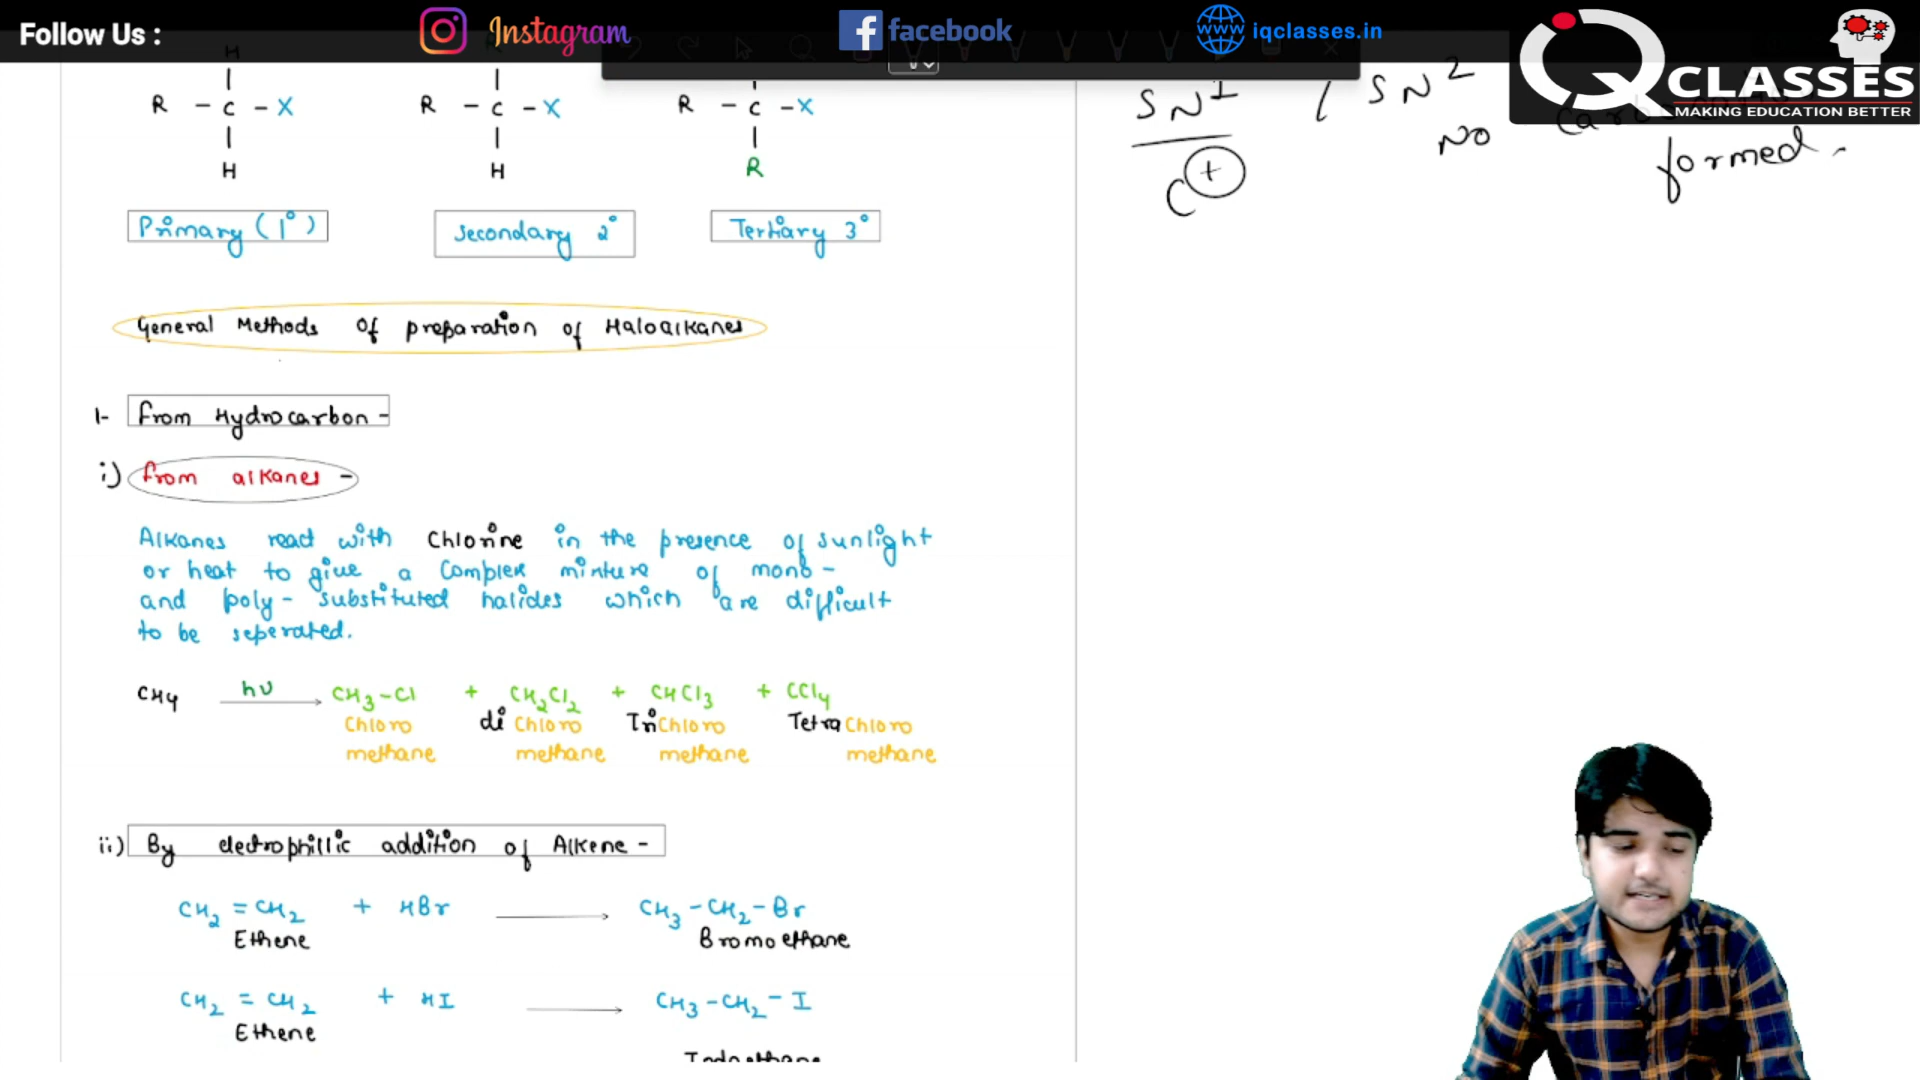 Follow Us :
Instagram
facebook
iqclasses.in
IQ CLASSES
MAKING EDUCATION BETTER
H
R - C - X
H
R - C - X
R - C - X
H
H
R
Primary (1°)
secondary 2°
Tertiary 3°
General Methods of preparation of Haloalkanes
1- from Hydrocarbon -
i) from alkanes -
Alkanes react with Chlorine in the presence of sunlight
or heat to give a complex mixture of mono-
and poly- substituted halides which are difficult
to be seperated.
CH4 hν CH3-Cl + CH2Cl2 + CHCl3 + CCl4
Chloro methane
di Chloro methane
Tri Chloro methane
Tetra Chloro methane
ii) By electrophillic addition of Alkene -
CH2 = CH2 + HBr CH3 - CH2 - Br
Ethene
Bromoethane
CH2 = CH2 + HI CH3 - CH2 - I
Ethene
Iodoethane
SN1 / SN2
C+
No
formed.